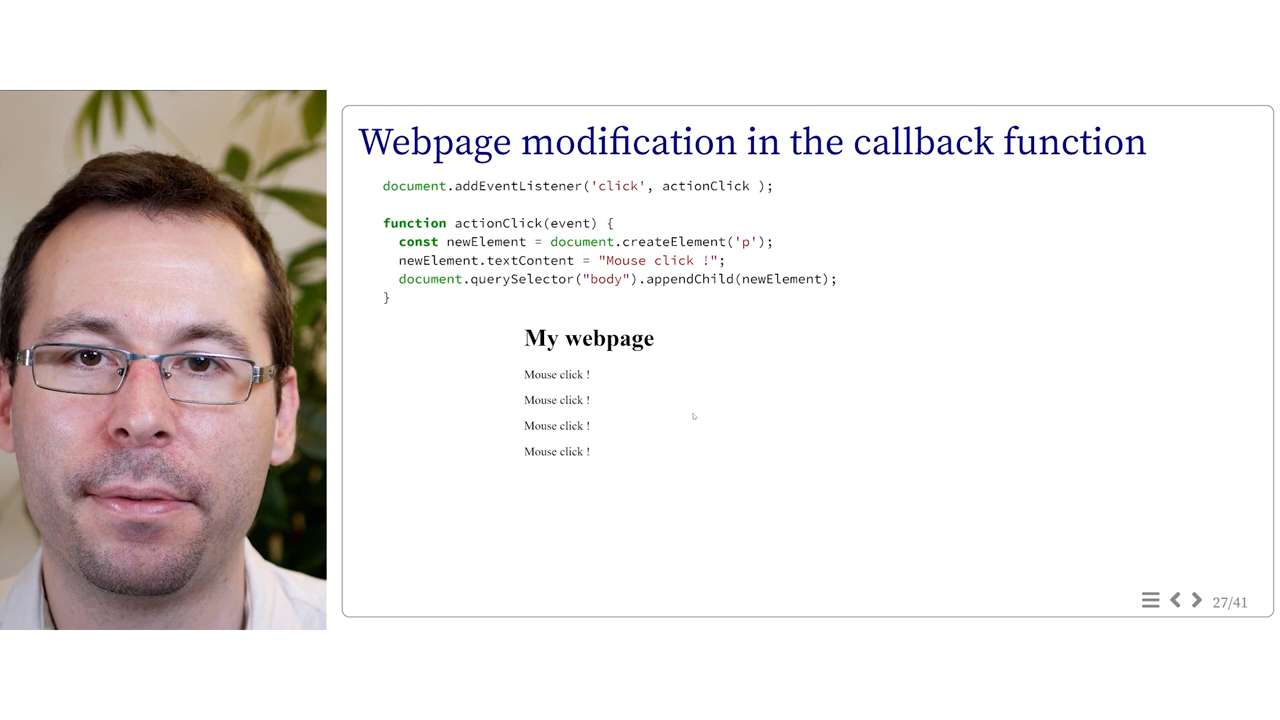 Webpage modification in the callback function
document.addEventListener('click', actionClick );
function actionClick(event) {
const newElement = document.createElement('p');
newElement.textContent = "Mouse click !";
document.querySelector("body").appendChild(newElement);
}
My webpage
Mouse click !
Mouse click !
Mouse click !
Mouse click !
27/41